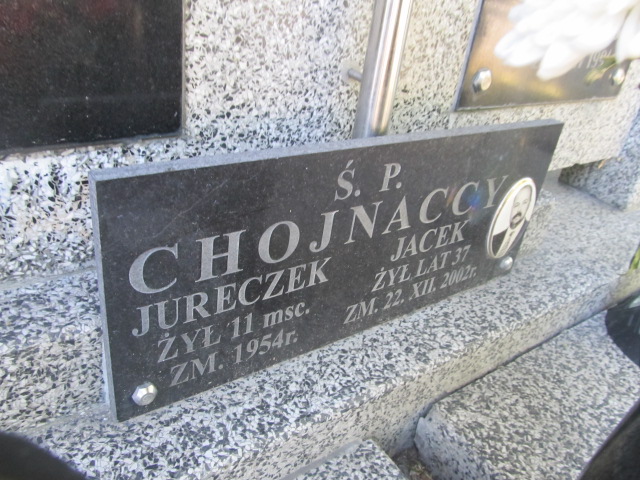 Ś. P.
CHOJNACCY
JURECZEK
ŻYŁ 11 msc.
ZM. 1954r.
JACEK
ŻYŁ LAT 37
ZM. 22. XII. 2002r.